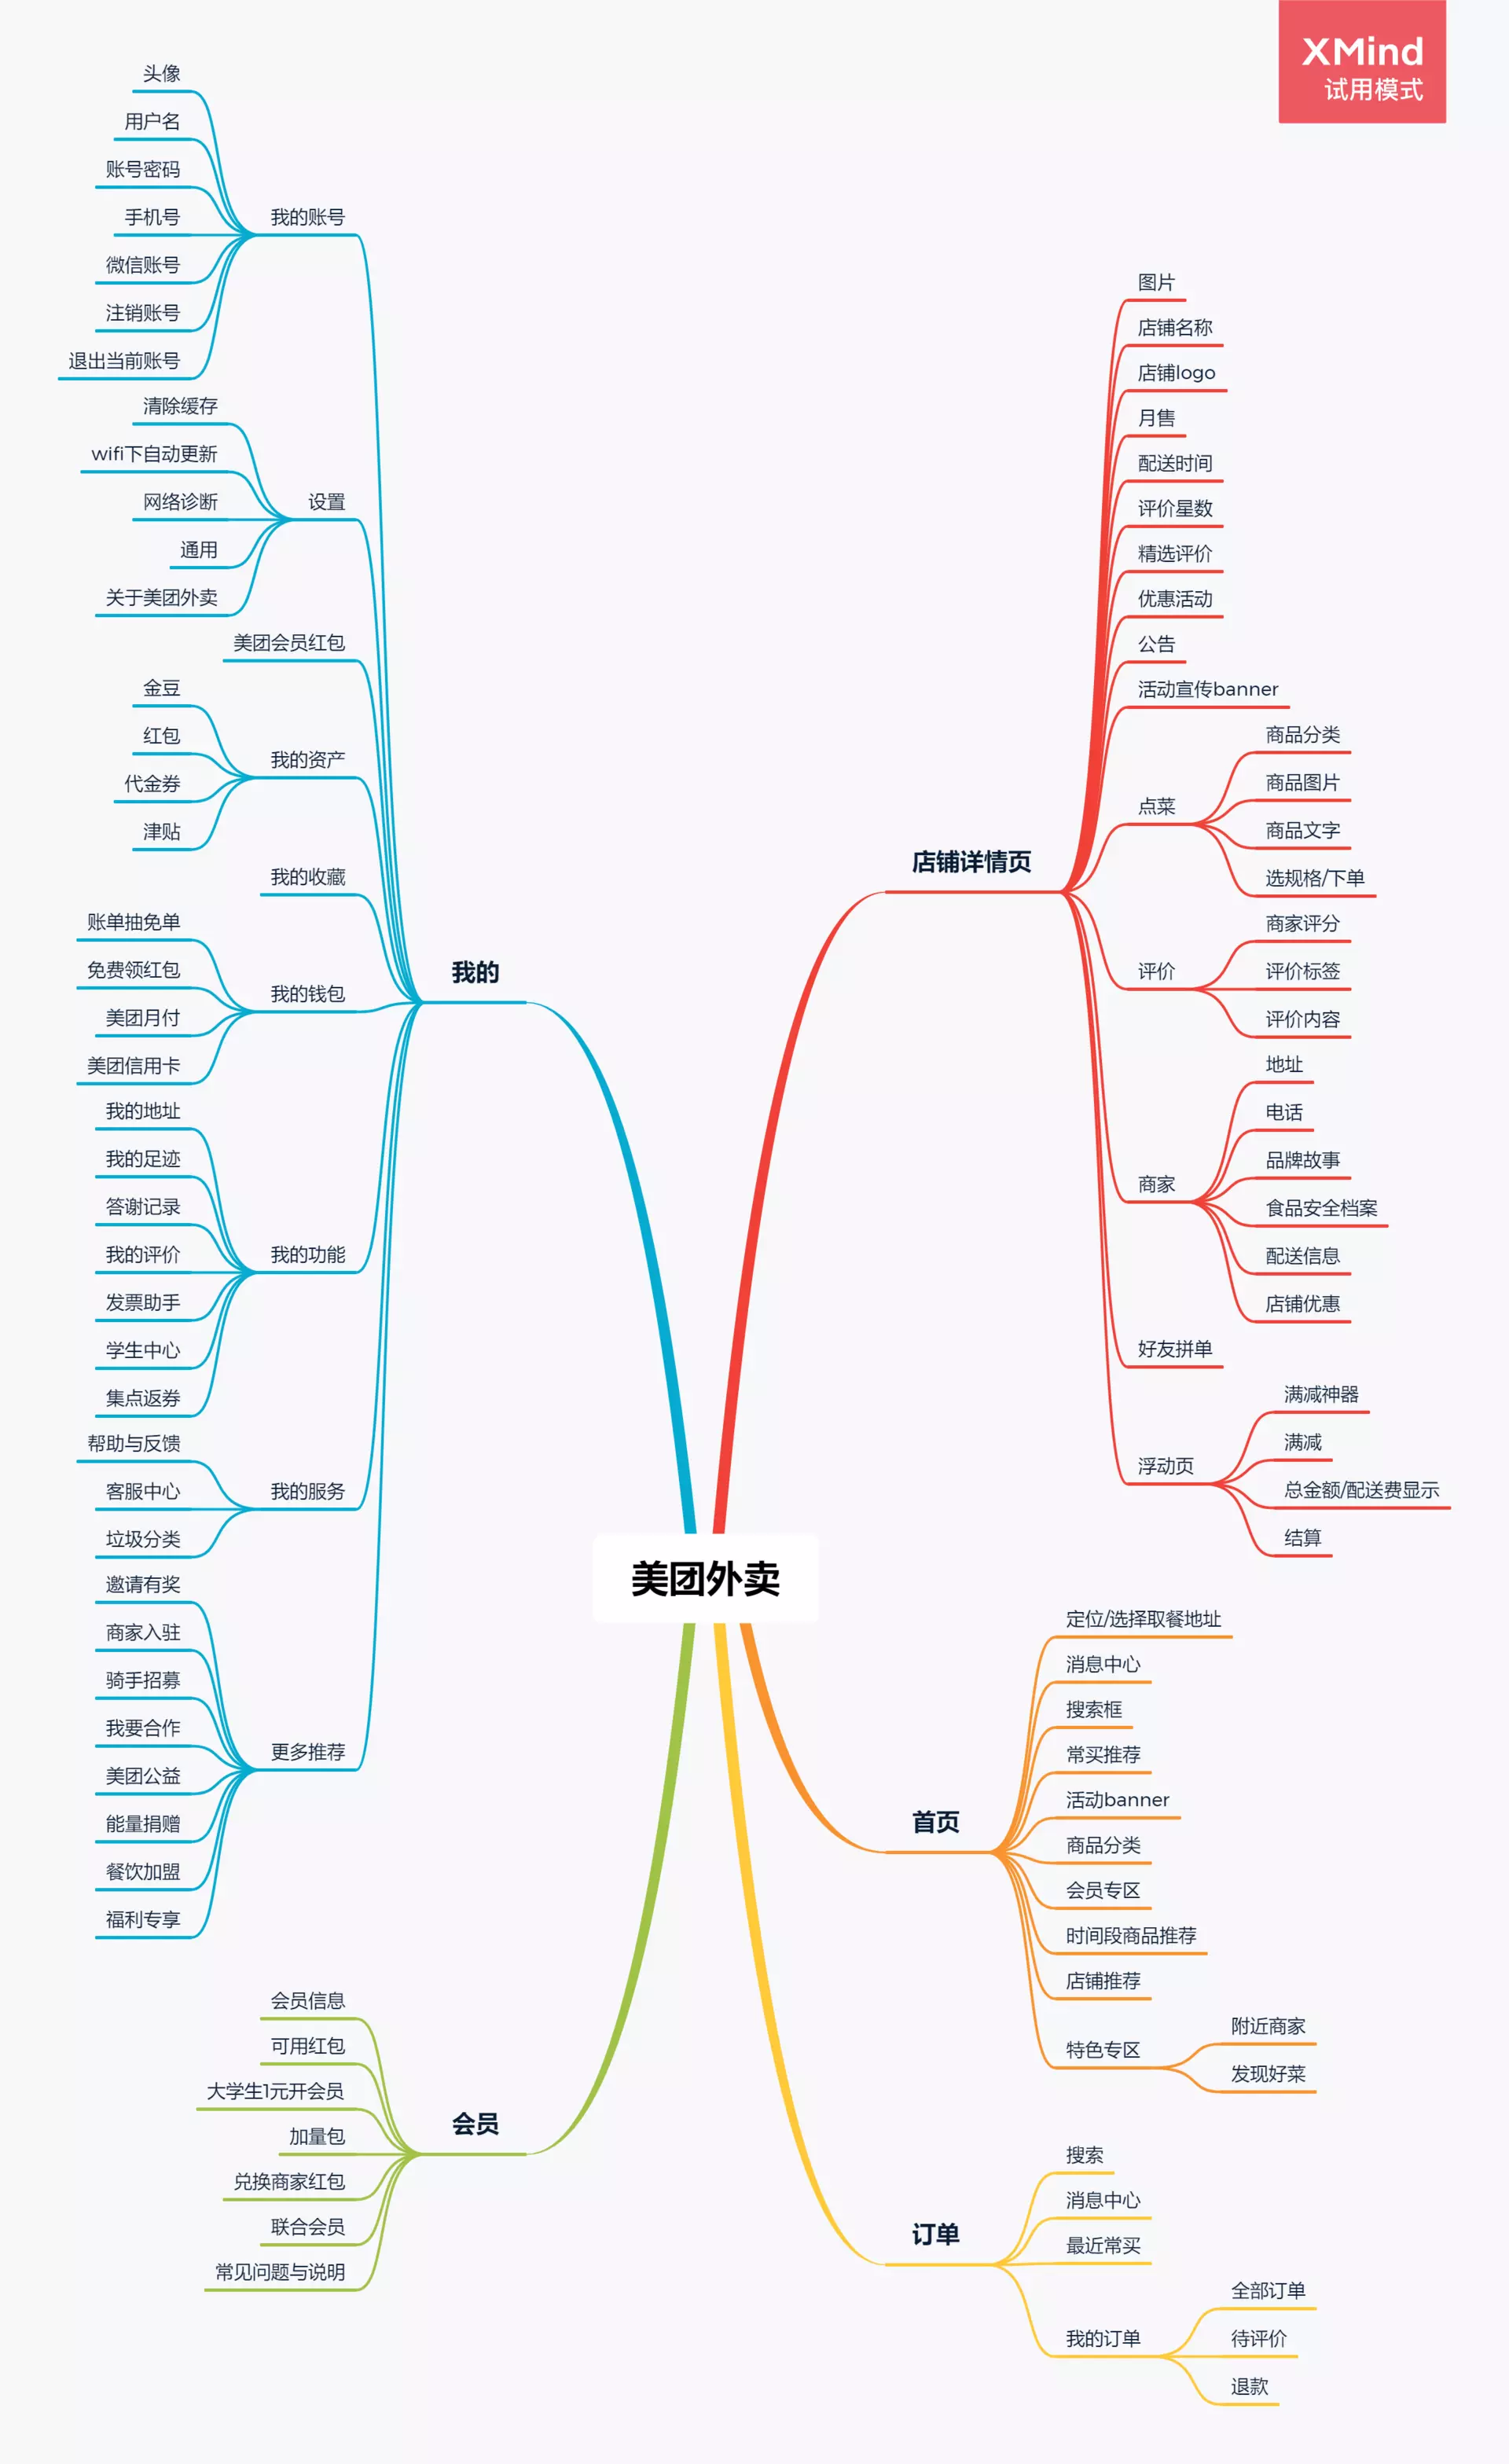 XMind
试用模式
美团外卖
店铺详情页
图片
店铺名称
店铺logo
月售
配送时间
评价星数
精选评价
优惠活动
公告
活动宣传banner
点菜
商品分类
商品图片
商品文字
选规格/下单
评价
商家评分
评价标签
评价内容
商家
地址
电话
品牌故事
食品安全档案
配送信息
店铺优惠
好友拼单
浮动页
满减神器
满减
总金额/配送费显示
结算
首页
定位/选择取餐地址
消息中心
搜索框
常买推荐
活动banner
商品分类
会员专区
时间段商品推荐
店铺推荐
特色专区
附近商家
发现好菜
订单
搜索
消息中心
最近常买
我的订单
全部订单
待评价
退款
我的
我的账号
头像
用户名
账号密码
手机号
微信账号
注销账号
退出当前账号
设置
清除缓存
wifi下自动更新
网络诊断
通用
关于美团外卖
美团会员红包
我的资产
金豆
红包
代金券
津贴
我的收藏
我的钱包
账单抽免单
免费领红包
美团月付
美团信用卡
我的功能
我的地址
我的足迹
答谢记录
我的评价
发票助手
学生中心
集点返券
我的服务
帮助与反馈
客服中心
垃圾分类
更多推荐
邀请有奖
商家入驻
骑手招募
我要合作
美团公益
能量捐赠
餐饮加盟
福利专享
会员
会员信息
可用红包
大学生1元开会员
加量包
兑换商家红包
联合会员
常见问题与说明